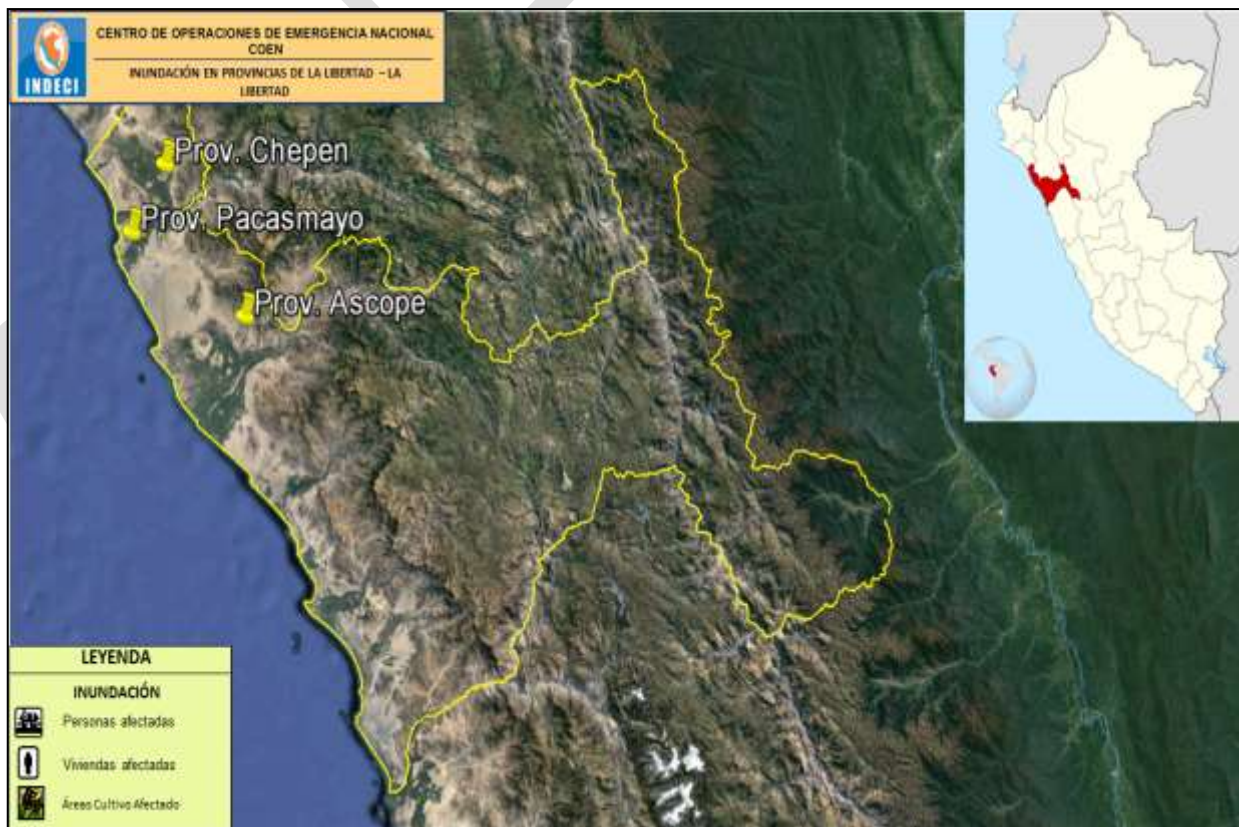 CENTRO DE OPERACIONES DE EMERGENCIA NACIONAL
COEN
INUNDACIÓN EN PROVINCIAS DE LA LIBERTAD – LA
LIBERTAD
INDECI
Prov. Chepen
Prov. Pacasmayo
Prov. Ascope
LEYENDA
INUNDACIÓN
Personas afectadas
Viviendas afectadas
Áreas Cultivo Afectado